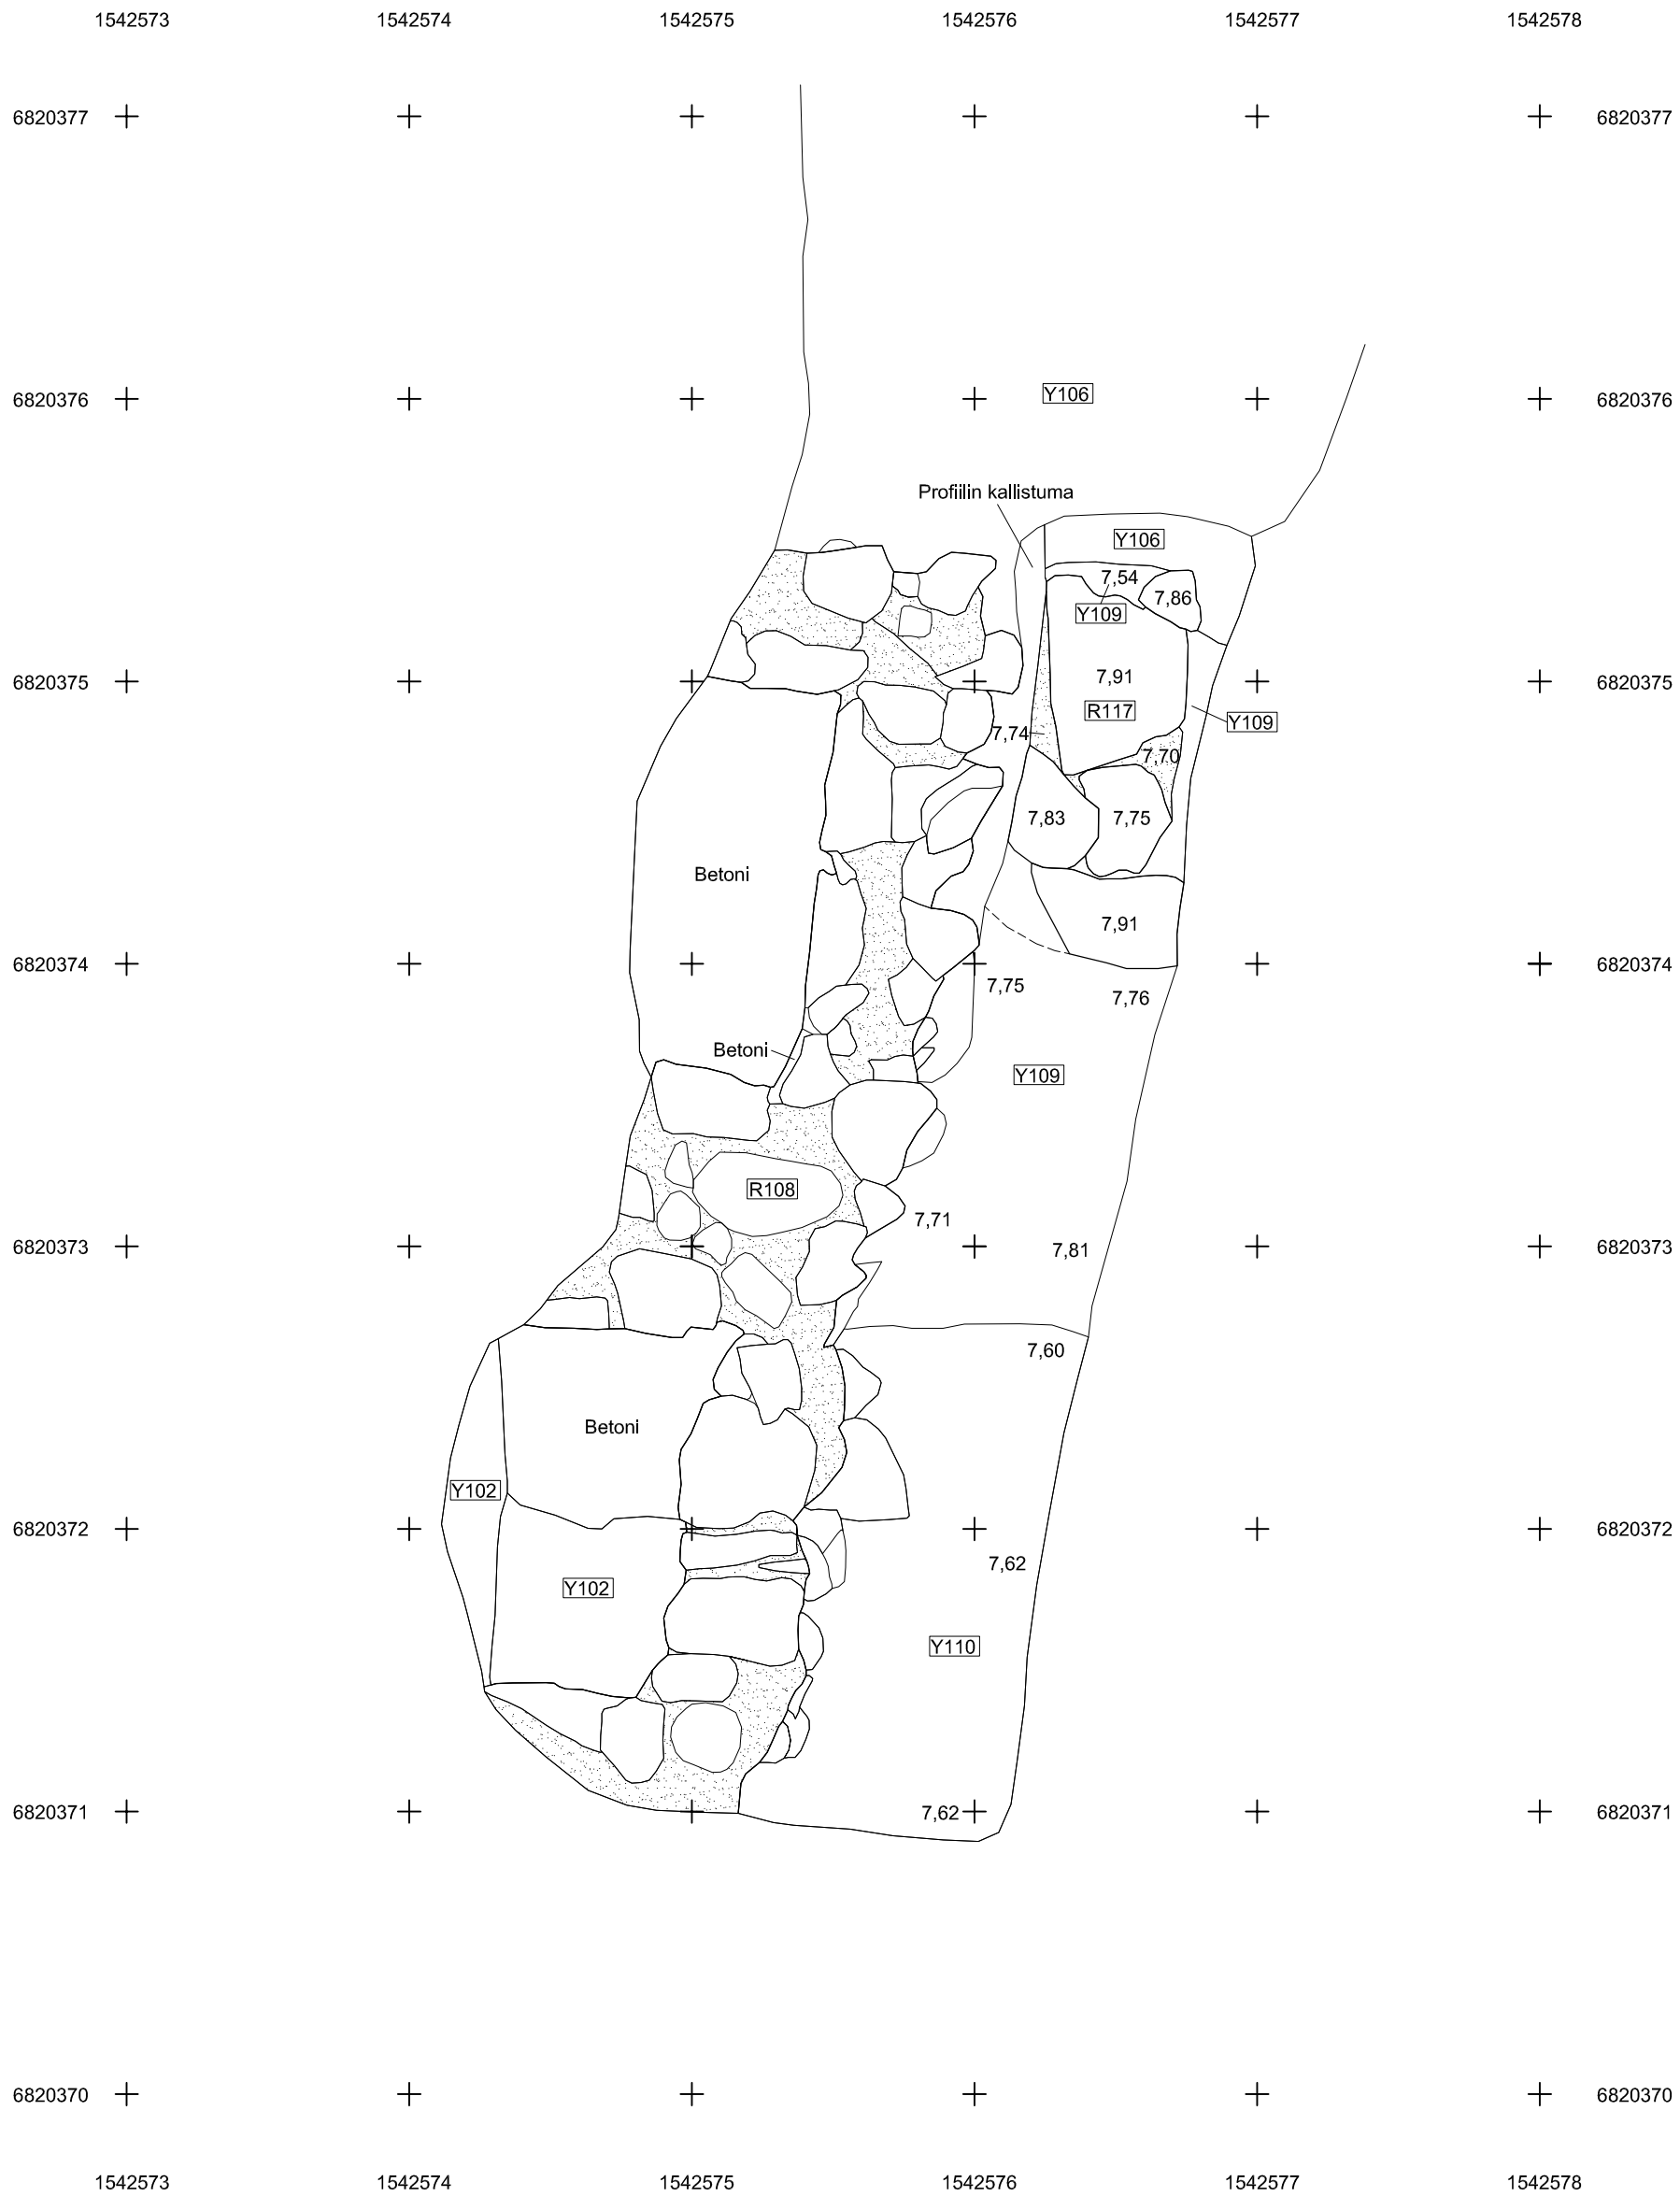 1542573 1542574 1542575 1542576 1542577 1542578
6820377 6820377
6820376 Y106 6820376
Profiilin kallistuma
Y106
7,54
7,86
Y109
6820375 7,91 6820375
R117
Y109
7,74
7,70
7,83 7,75
Betoni
7,91
6820374 6820374
7,75
7,76
Betoni
Y109
R108
7,71
6820373 7,81 6820373
7,60
Betoni
Y102
6820372 6820372
7,62
Y102
Y110
6820371 7,62 6820371
6820370 6820370
1542573 1542574 1542575 1542576 1542577 1542578